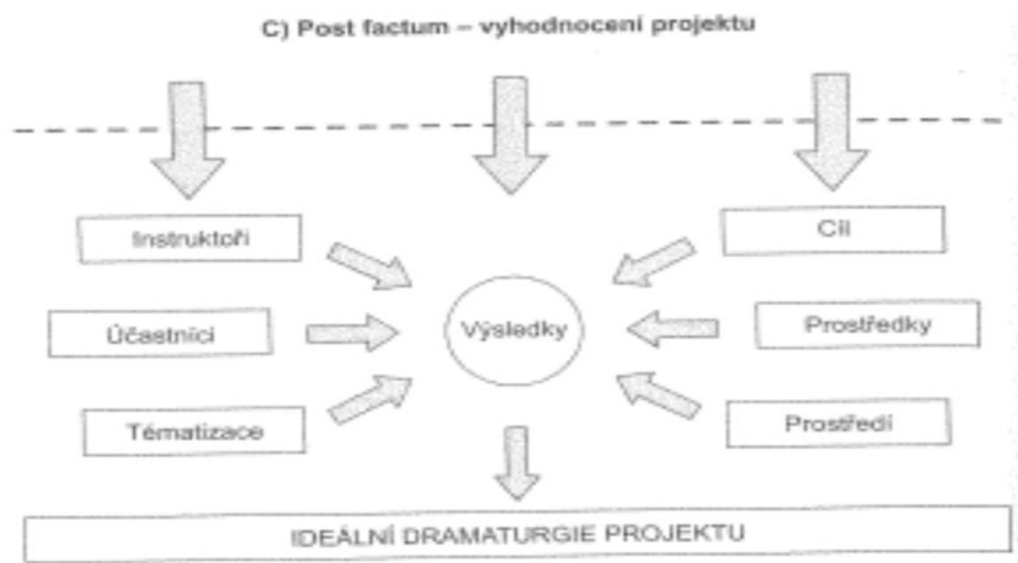 C) Post factum – vyhodnocení projektu
Instruktoři
Cíl
Účastníci
Výsledky
Prostředky
Tématizace
Prostředí
IDEÁLNÍ DRAMATURGIE PROJEKTU